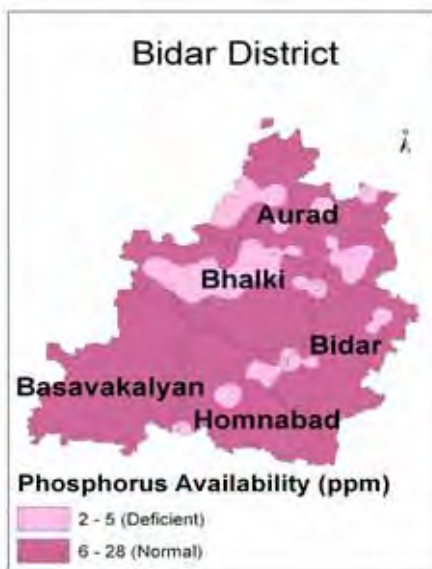 Bidar District
Aurad
Bhalki
Bidar
Basavakalyan
Homnabad
Phosphorus Availability (ppm)
2 - 5 (Deficient)
6 - 28 (Normal)